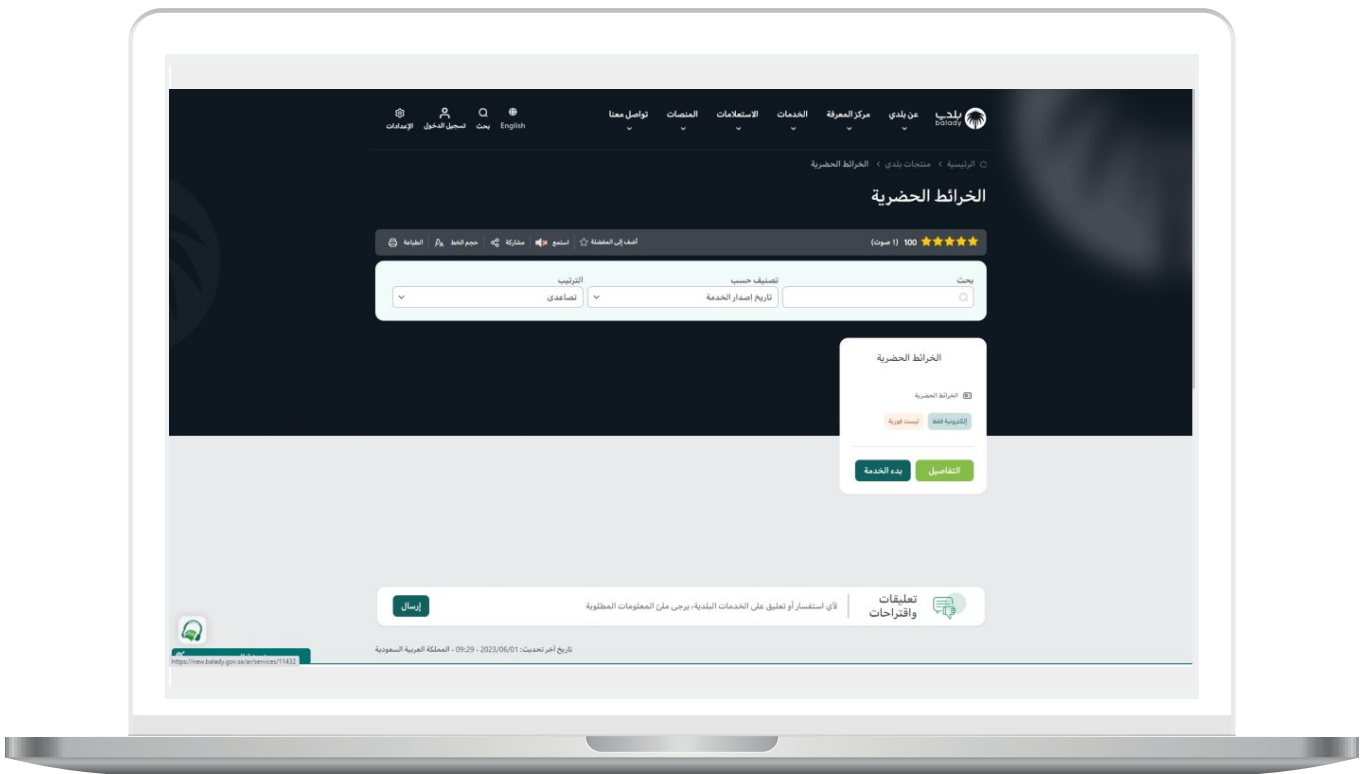 بلدي
balady
عن بلدي
مركز المعرفة
الخدمات
الاستعلامات
المنصات
تواصل معنا
English
بحث
تسجيل الدخول
الإعدادات
الرئيسية
منتجات بلدي
الخرائط الحضرية
الخرائط الحضرية
100 (1 صوت)
أضف إلى المفضلة
استمع
مشاركة
حجم الخط
الطباعة
بحث
تصنيف حسب
تاريخ إصدار الخدمة
الترتيب
تصاعدى
الخرائط الحضرية
الخرائط الحضرية
إلكترونية فقط
ليست فورية
التفاصيل
بدء الخدمة
تعليقات
واقتراحات
لأي استفسار أو تعليق على الخدمات البلدية، يرجى ملئ المعلومات المطلوبة
إرسال
تاريخ آخر تحديث: 2023/06/01 - 09:29 - المملكة العربية السعودية
https://new.balady.gov.sa/ar/services/11432